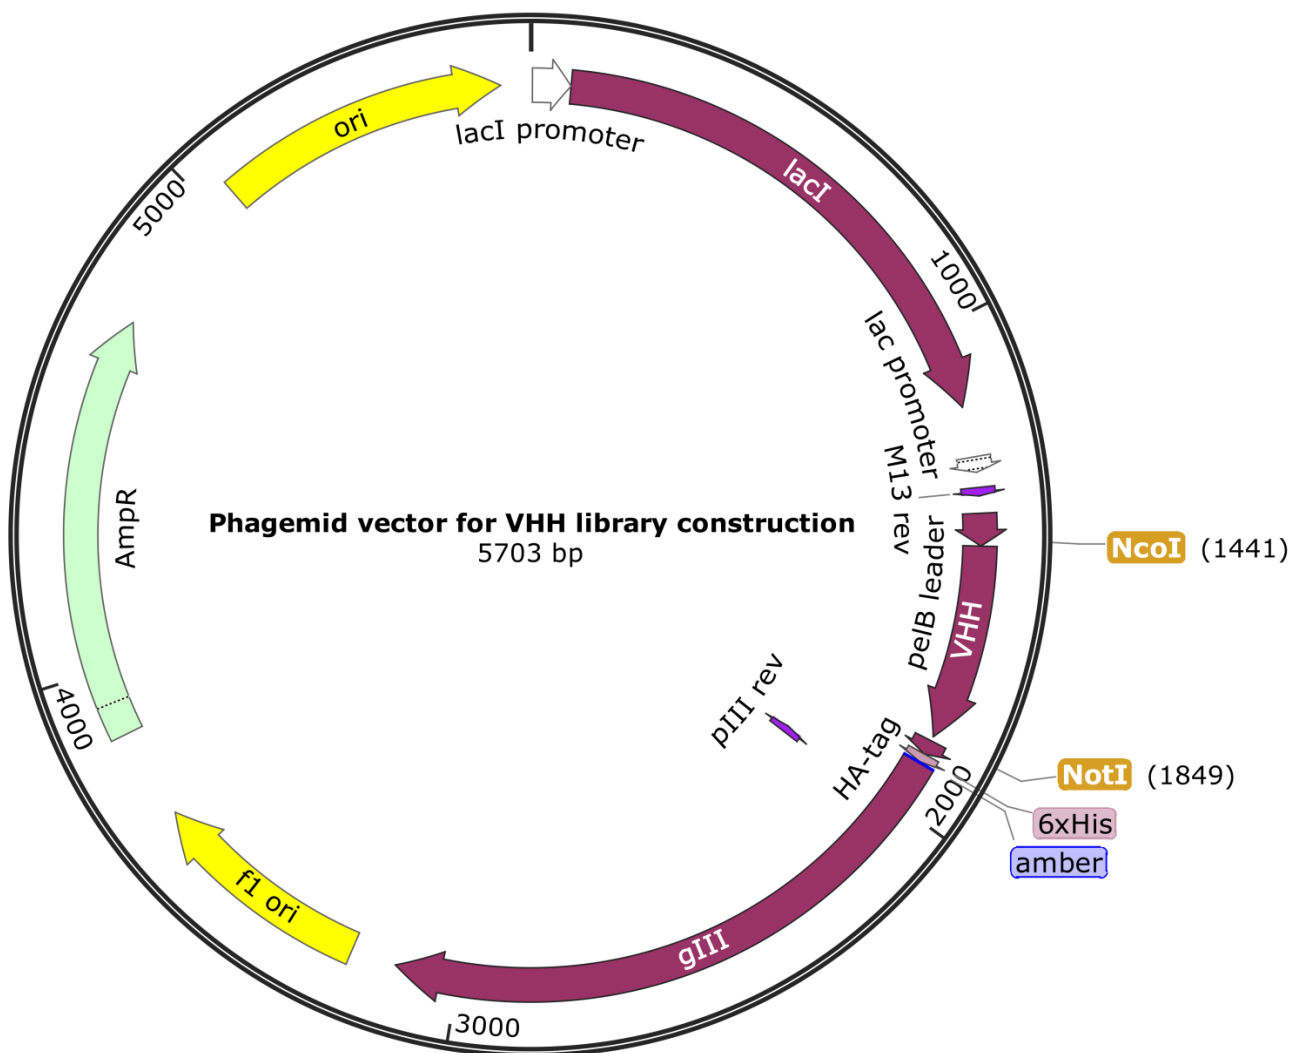 ori
lacI promoter
lacI
5000
1000
lac promoter
M13 rev
Phagemid vector for VHH library construction
5703 bp
AmpR
NcoI (1441)
pelB leader
VHH
pIII rev
HA-tag
4000
NotI (1849)
2000
6xHis
amber
f1 ori
gIII
3000